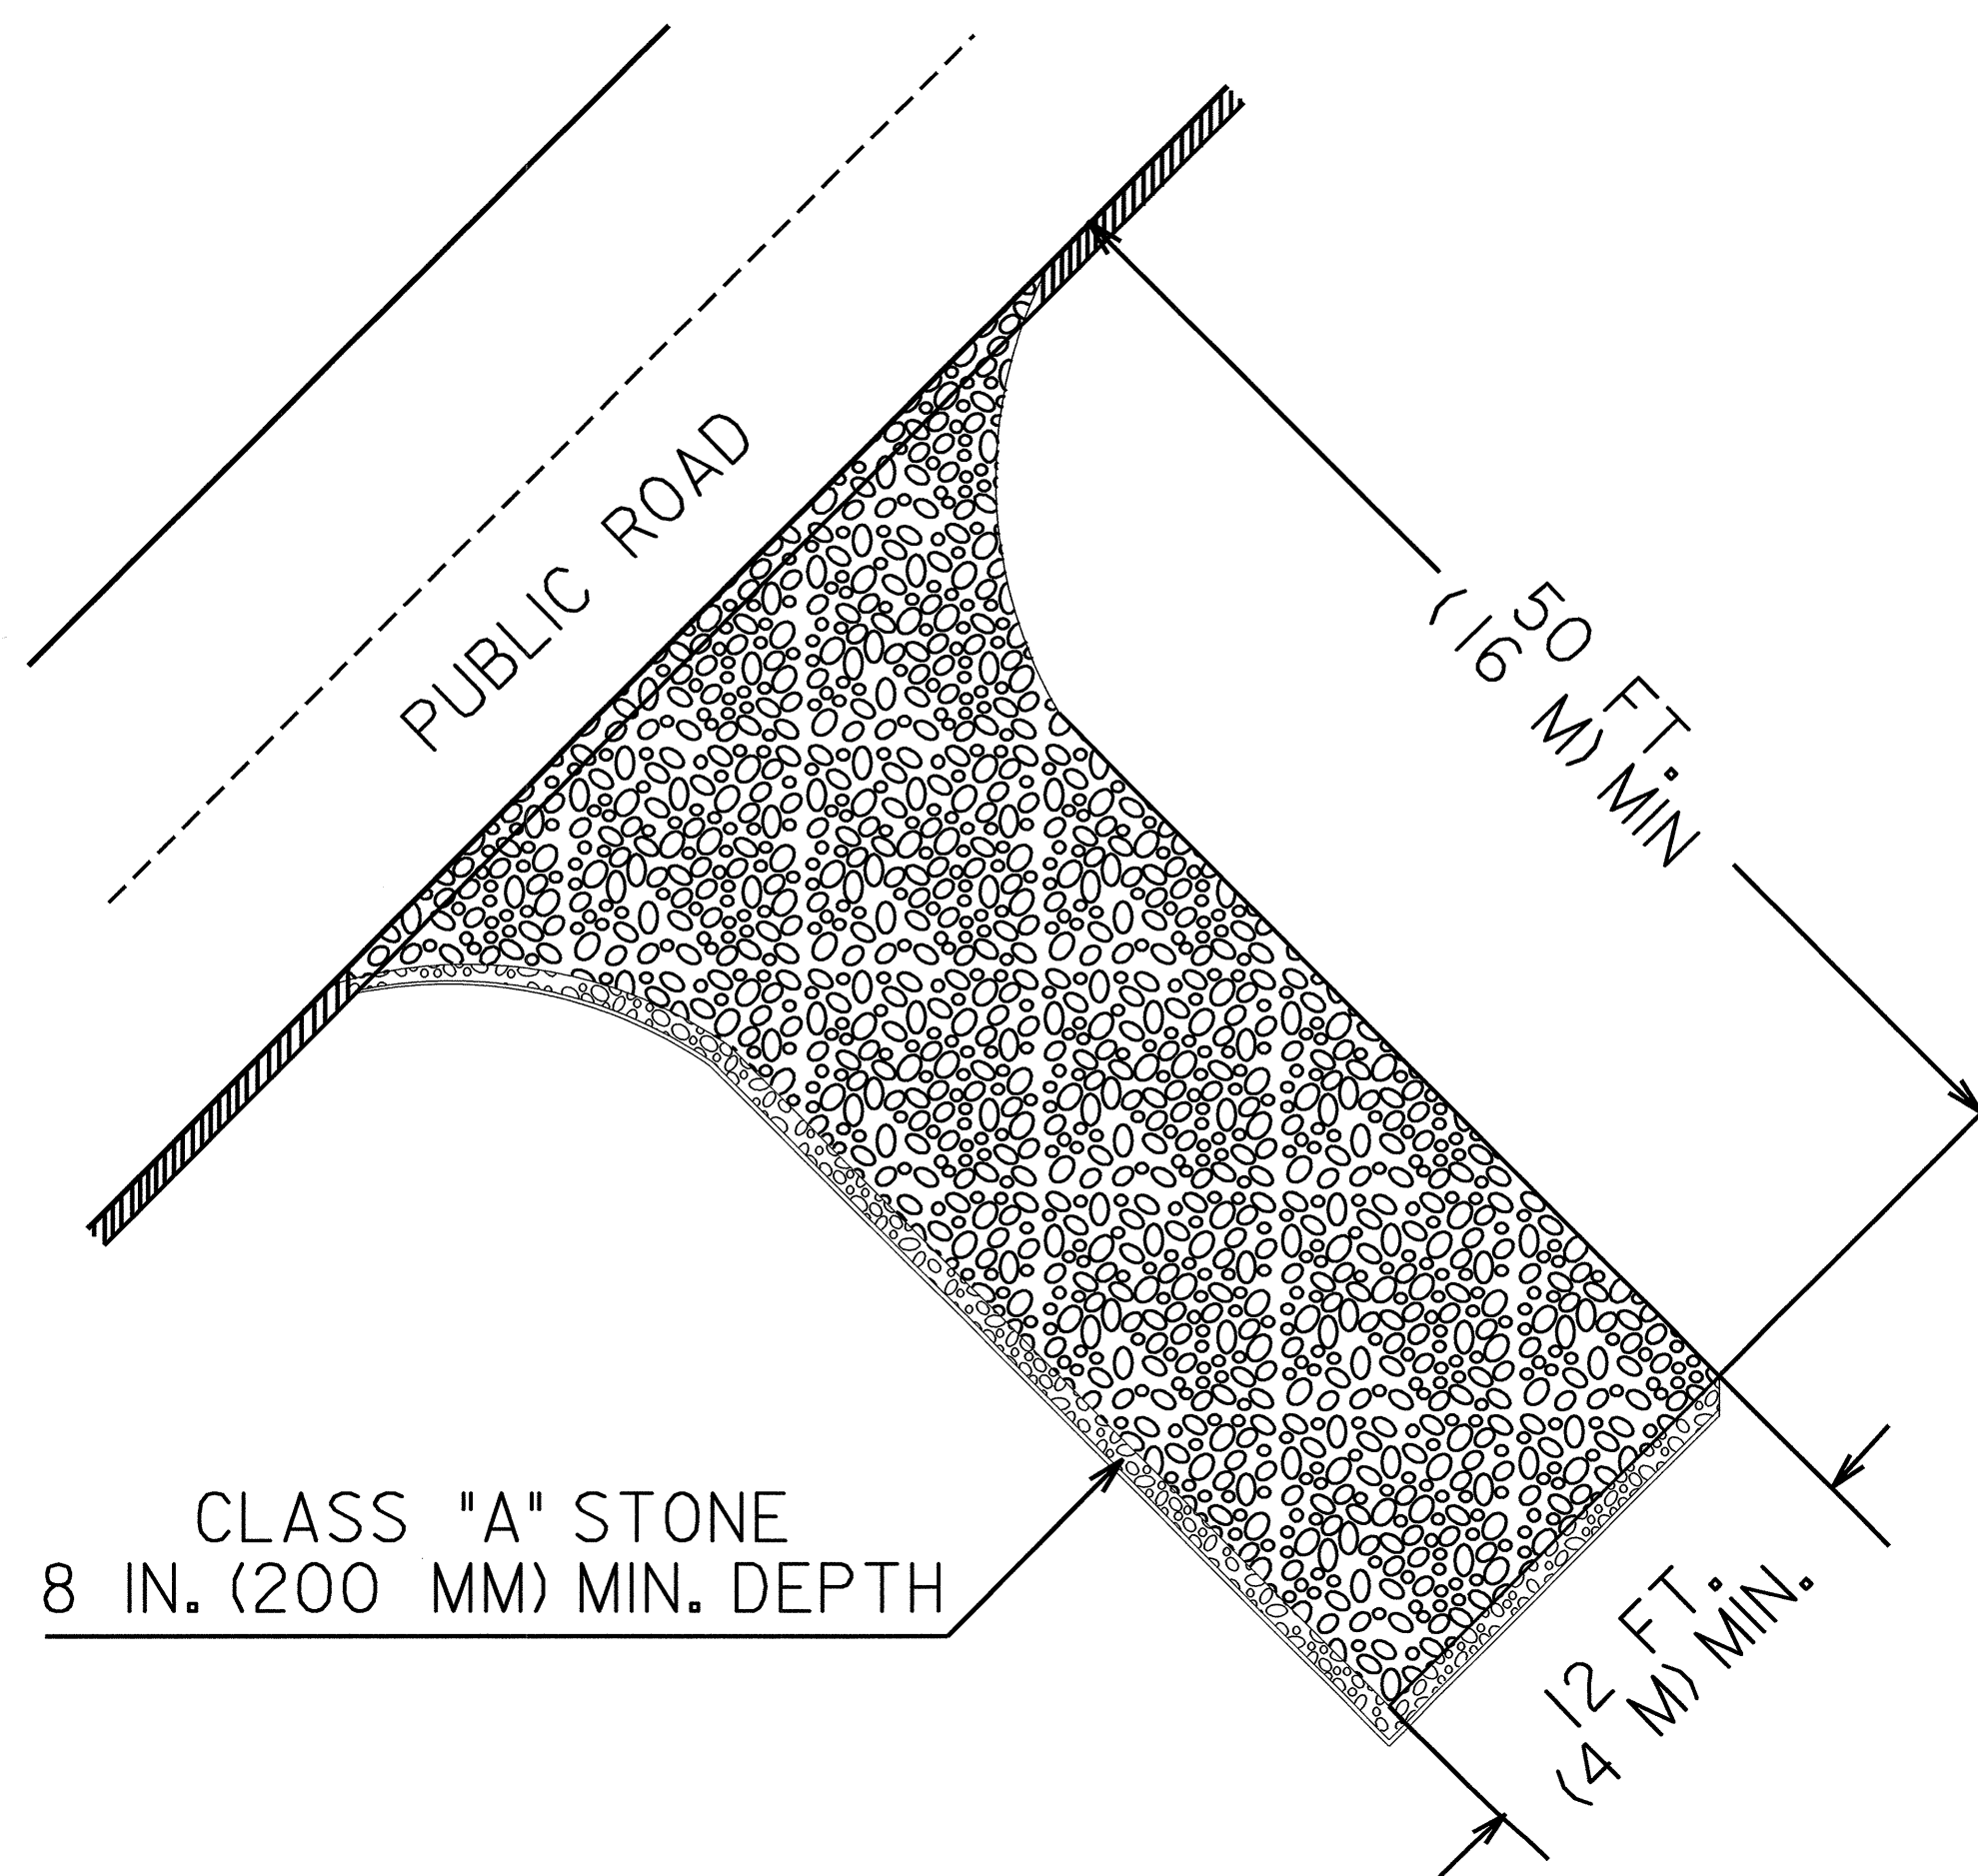 PUBLIC ROAD
50 FT.
(16 M) MIN
CLASS "A" STONE
8 IN. (200 MM) MIN. DEPTH
12 FT.
(4 M) MIN.